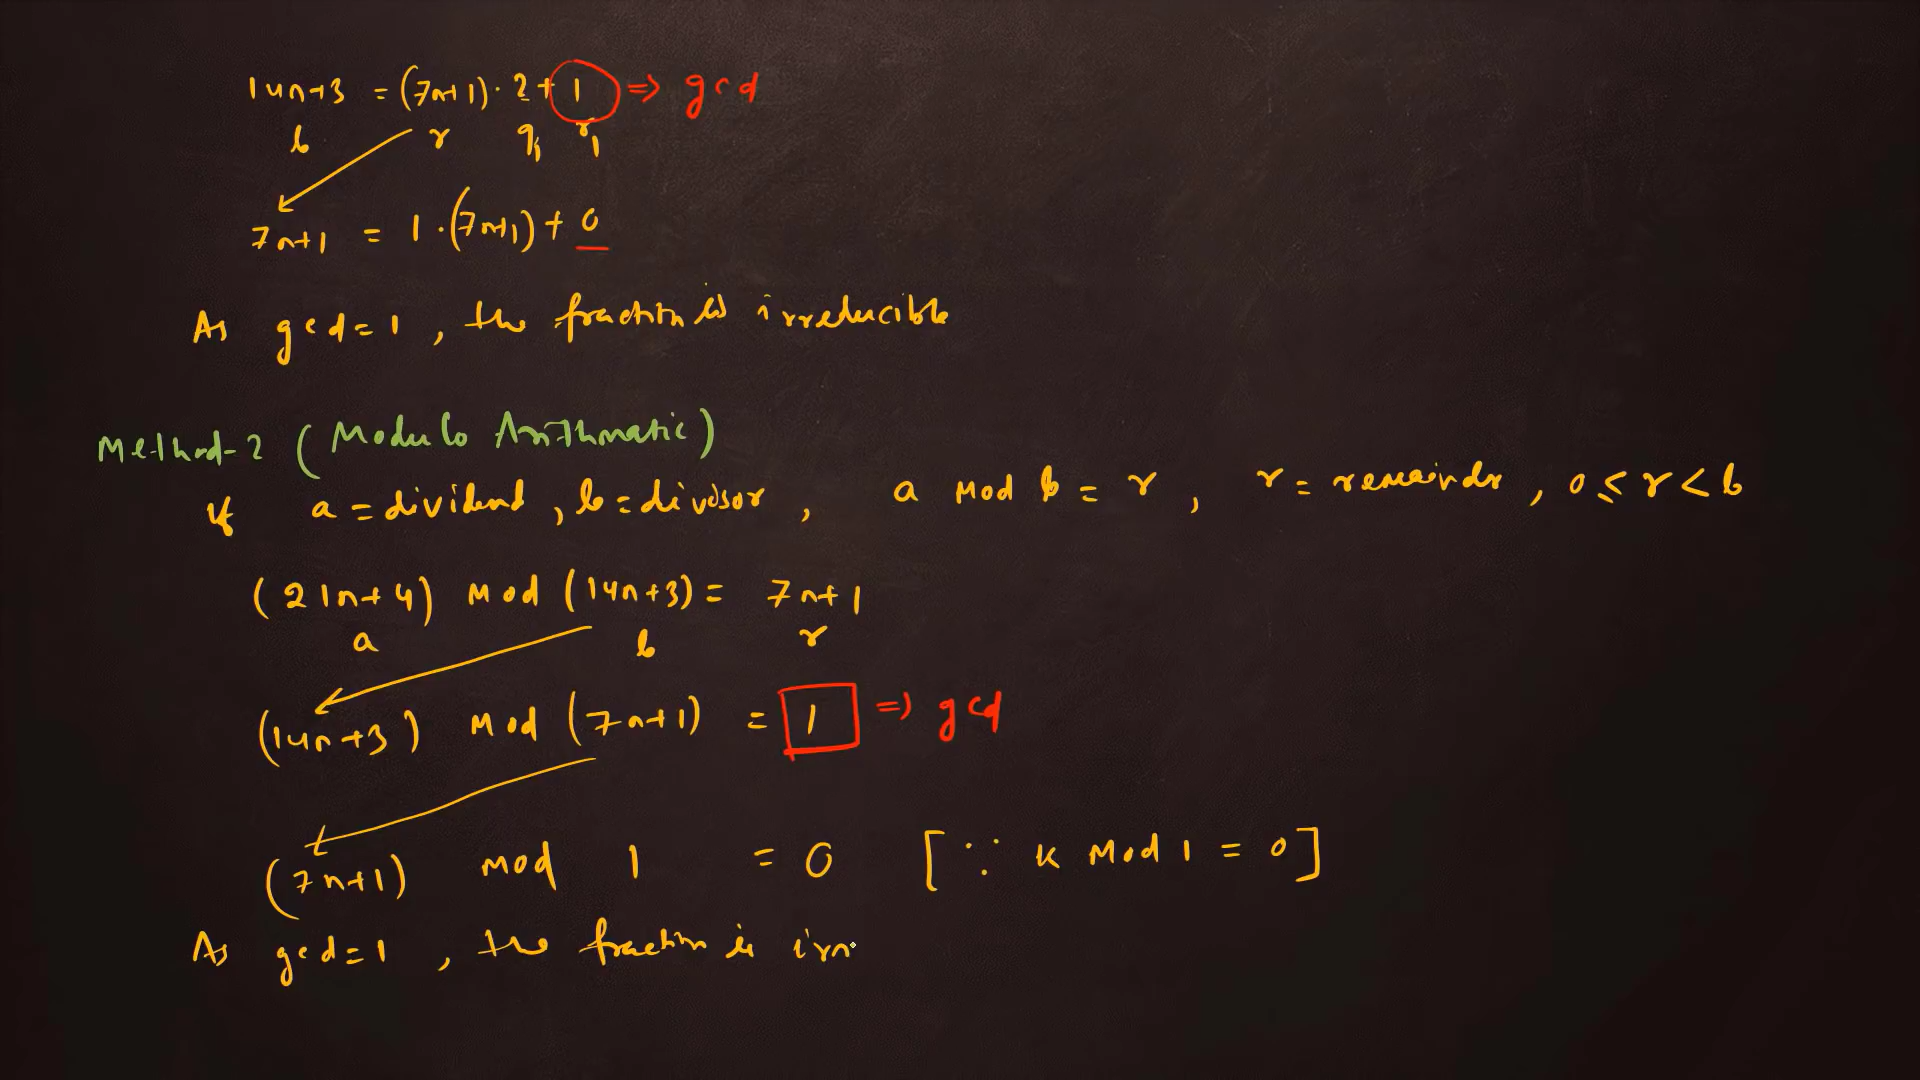 14n+3 = (7n+1)·2+1 ⇒ gcd
b r q1 r1
7n+1 = 1·(7n+1)+0
As gcd=1, the fraction is irreducible
Method-2 (Modulo Arithmatic)
If a=dividend, b=divisor, a mod b = r, r=remainder, 0≤r<b
(21n+4) mod (14n+3) = 7n+1
a b r
(14n+3) mod (7n+1) = 1 ⇒ gcd
(7n+1) mod 1 = 0 [∵ k mod 1 = 0]
As gcd=1, the fraction is irr